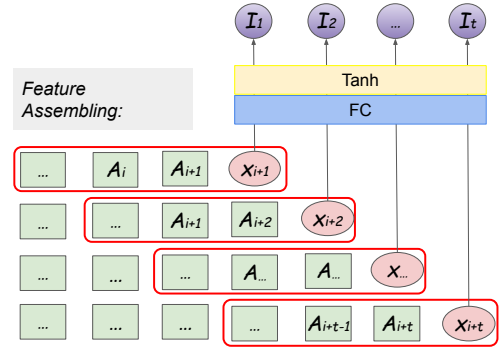 I1 I2 ... It
Tanh
FC
Feature
Assembling:
... Ai Ai+1 xi+1
... ... Ai+1 Ai+2 xi+2
... ... ... A... A... x...
... ... ... ... Ai+t-1 Ai+t xi+t